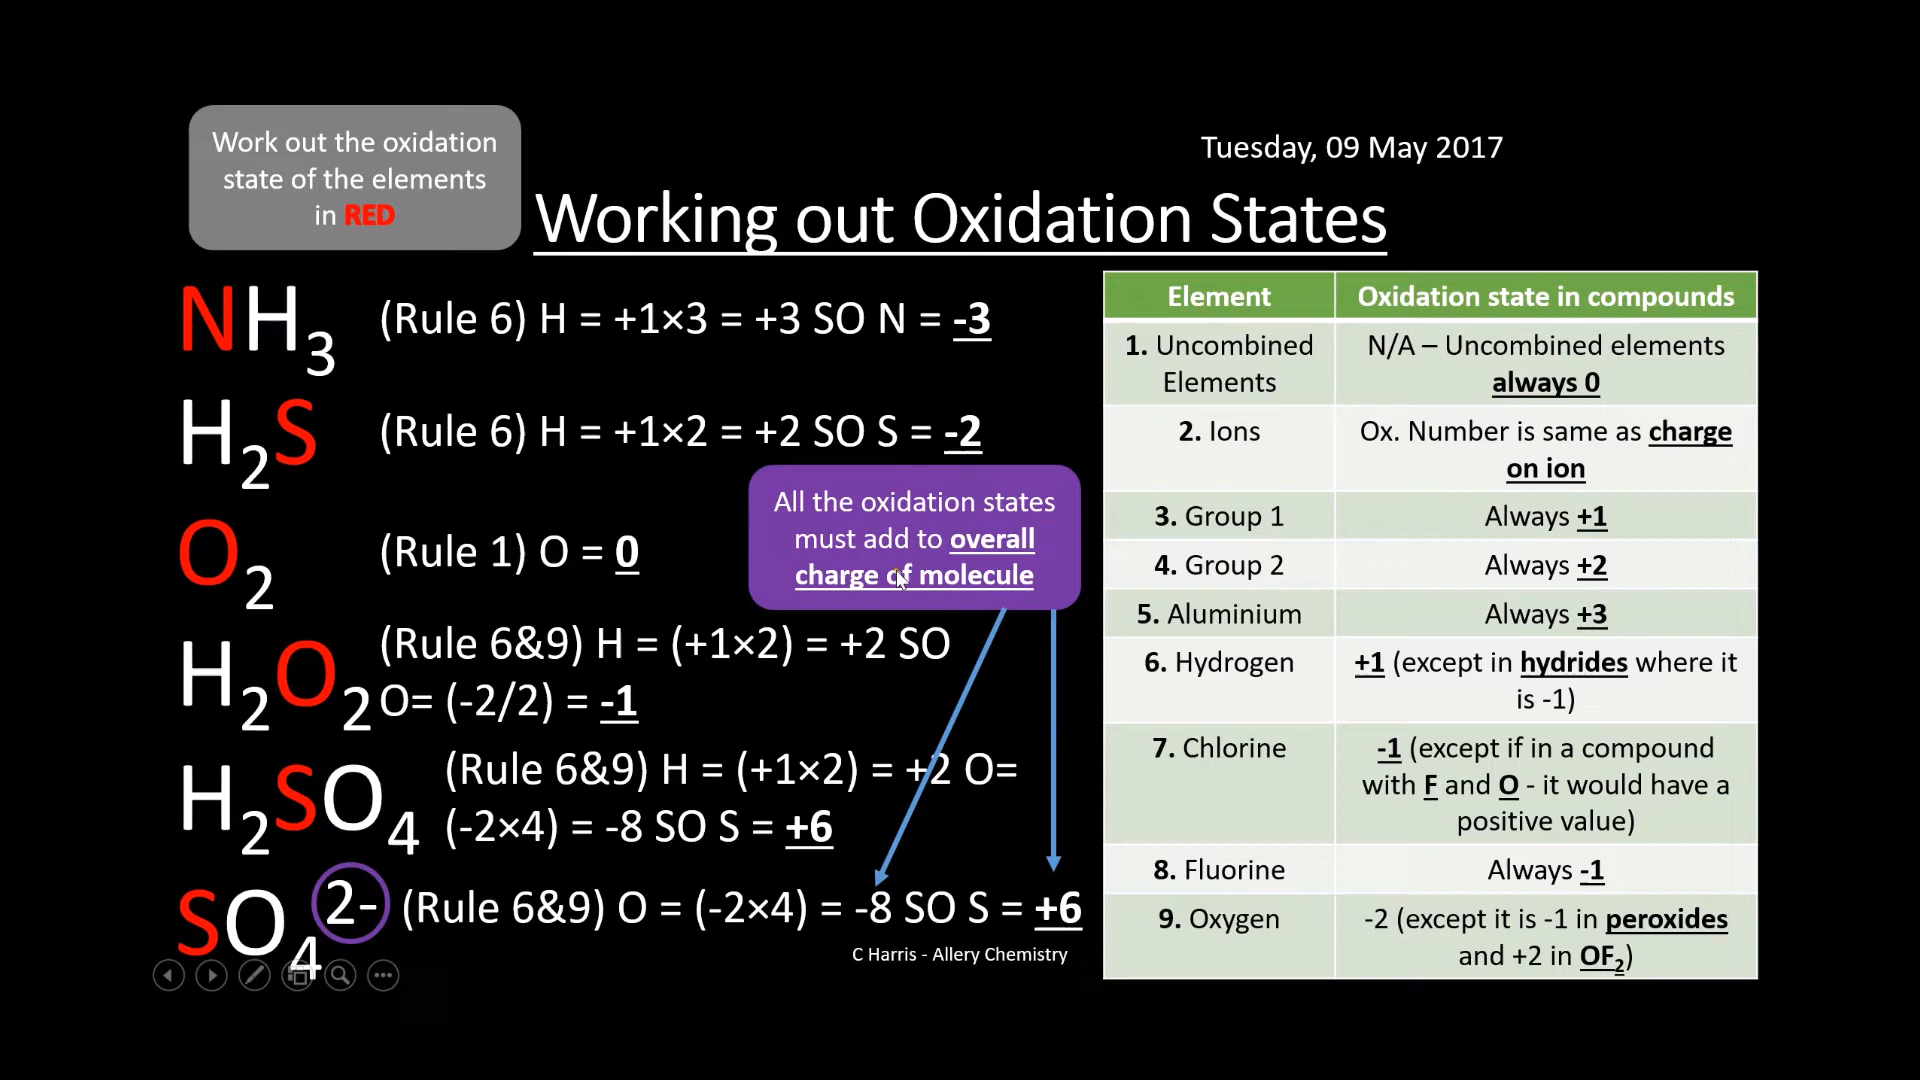 Work out the oxidation
state of the elements
in RED
Tuesday, 09 May 2017
Working out Oxidation States
NH3 (Rule 6) H = +1×3 = +3 SO N = -3
H2S (Rule 6) H = +1×2 = +2 SO S = -2
O2 (Rule 1) O = 0
All the oxidation states
must add to overall
charge of molecule
H2O2 (Rule 6&9) H = (+1×2) = +2 SO
O= (-2/2) = -1
H2SO4 (Rule 6&9) H = (+1×2) = +2 O=
(-2×4) = -8 SO S = +6
SO4 2- (Rule 6&9) O = (-2×4) = -8 SO S = +6
C Harris - Allery Chemistry
Element Oxidation state in compounds
1. Uncombined
Elements
N/A – Uncombined elements
always 0
2. Ions
Ox. Number is same as charge
on ion
3. Group 1 Always +1
4. Group 2 Always +2
5. Aluminium Always +3
6. Hydrogen
+1 (except in hydrides where it
is -1)
7. Chlorine
-1 (except if in a compound
with F and O - it would have a
positive value)
8. Fluorine Always -1
9. Oxygen
-2 (except it is -1 in peroxides
and +2 in OF2)